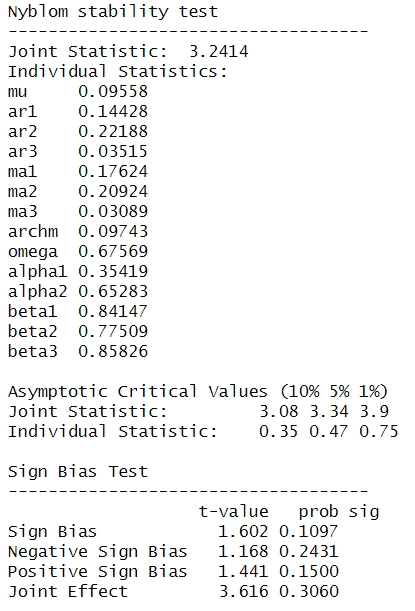 Nyblom stability test
------------------------------------
Joint Statistic:  3.2414
Individual Statistics:
mu     0.09558
ar1    0.14428
ar2    0.22188
ar3    0.03515
ma1    0.17624
ma2    0.20924
ma3    0.03089
archm  0.09743
omega  0.67569
alpha1 0.35419
alpha2 0.65283
beta1  0.84147
beta2  0.77509
beta3  0.85826
Asymptotic Critical Values (10% 5% 1%)
Joint Statistic:         3.08 3.34 3.9
Individual Statistic:    0.35 0.47 0.75
Sign Bias Test
------------------------------------
                   t-value   prob sig
Sign Bias            1.602 0.1097
Negative Sign Bias   1.168 0.2431
Positive Sign Bias   1.441 0.1500
Joint Effect         3.616 0.3060